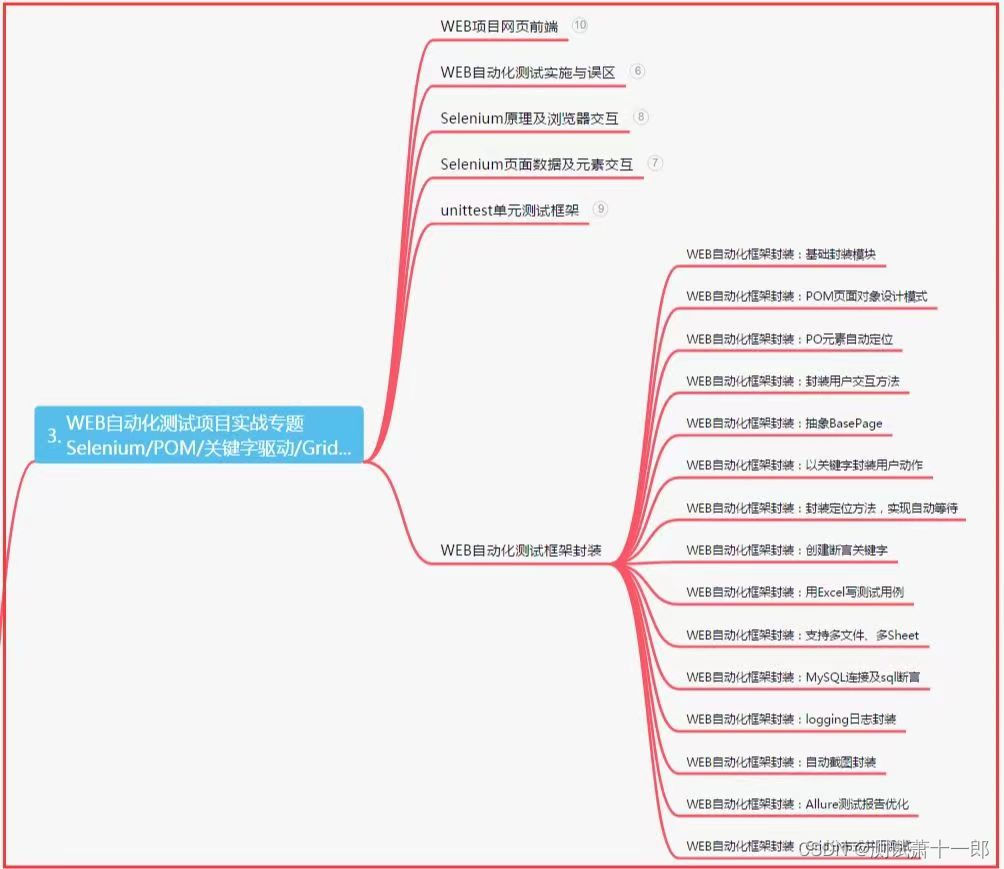 WEB项目网页前端 10
WEB自动化测试实施与误区 6
Selenium原理及浏览器交互 8
Selenium页面数据及元素交互 7
unittest单元测试框架 9
3. WEB自动化测试项目实战专题
Selenium/POM/关键字驱动/Grid...
WEB自动化测试框架封装
WEB自动化框架封装：基础封装模块
WEB自动化框架封装：POM页面对象设计模式
WEB自动化框架封装：PO元素自动定位
WEB自动化框架封装：封装用户交互方法
WEB自动化框架封装：抽象BasePage
WEB自动化框架封装：以关键字封装用户动作
WEB自动化框架封装：封装定位方法，实现自动等待
WEB自动化框架封装：创建断言关键字
WEB自动化框架封装：用Excel写测试用例
WEB自动化框架封装：支持多文件、多Sheet
WEB自动化框架封装：MySQL连接及sql断言
WEB自动化框架封装：logging日志封装
WEB自动化框架封装：自动截图封装
WEB自动化框架封装：Allure测试报告优化
WEB自动化框架封装：
CSDN @测试萧十一郎